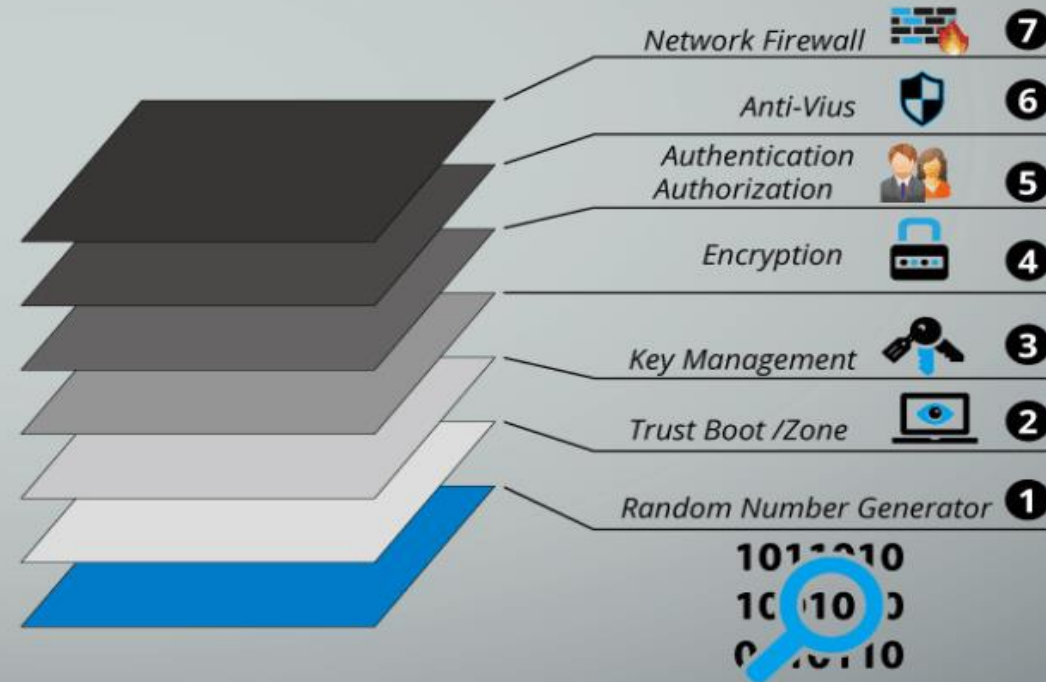 Network Firewall 7
Anti-Vius 6
Authentication
Authorization 5
Encryption 4
Key Management 3
Trust Boot /Zone 2
Random Number Generator 1